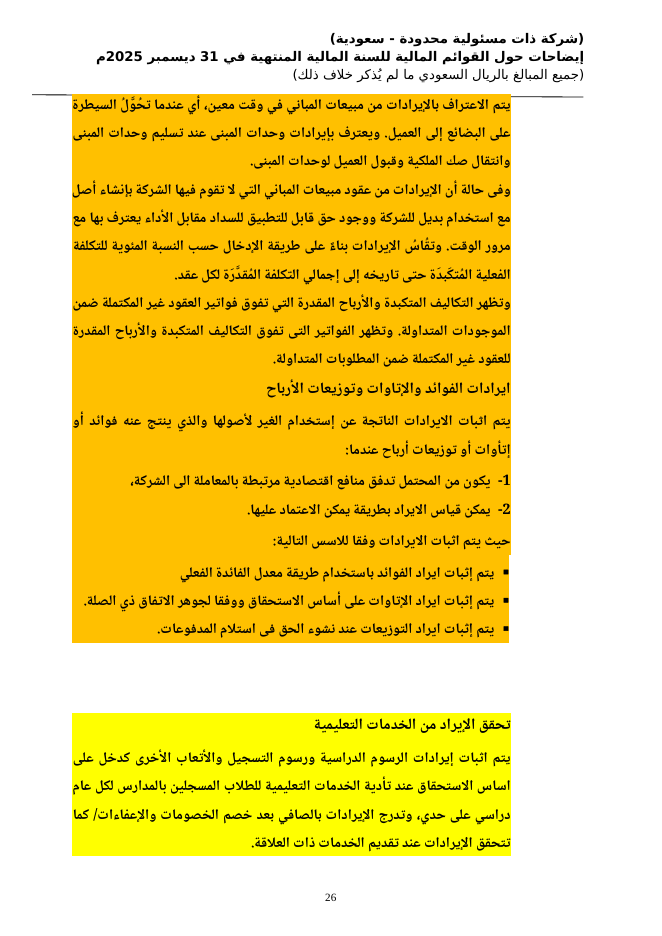 (شركة ذات مسئولية محدودة - سعودية)
إيضاحات حول القوائم المالية للسنة المالية المنتهية في 31 ديسمبر 2025م
(جميع المبالغ بالريال السعودي ما لم يُذكر خلاف ذلك)
يتم الاعتراف بالإيرادات من مبيعات المباني في وقت معين، أي عندما تحُوَّلُ السيطرة
على البضائع إلى العميل. ويعترف بإيرادات وحدات المبنى عند تسليم وحدات المبنى
وانتقال صك الملكية وقبول العميل لوحدات المبنى.
وفى حالة أن الإيرادات من عقود مبيعات المباني التي لا تقوم فيها الشركة بإنشاء أصل
مع استخدام بديل للشركة ووجود حق قابل للتطبيق للسداد مقابل الأداء يعترف بها مع
مرور الوقت. وتقُاسُ الإيرادات بناءً على طريقة الإدخال حسب النسبة المئوية للتكلفة
الفعلية المُتكَبدَة حتى تاريخه إلى إجمالي التكلفة المُقدَّرَة لكل عقد.
وتظهر التكاليف المتكبدة والأرباح المقدرة التي تفوق فواتير العقود غير المكتملة ضمن
الموجودات المتداولة. وتظهر الفواتير التى تفوق التكاليف المتكبدة والأرباح المقدرة
للعقود غير المكتملة ضمن المطلوبات المتداولة.
ايرادات الفوائد والإتاوات وتوزيعات الأرباح
يتم اثبات الايرادات الناتجة عن إستخدام الغير لأصولها والذي ينتج عنه فوائد أو
إتأوات أو توزيعات أرباح عندما:
1- يكون من المحتمل تدفق منافع اقتصادية مرتبطة بالمعاملة الى الشركة،
2- يمكن قياس الايراد بطريقة يمكن الاعتماد عليها.
حيث يتم اثبات الايرادات وفقا للاسس التالية:
▪ يتم إثبات ايراد الفوائد باستخدام طريقة معدل الفائدة الفعلي
▪ يتم إثبات ايراد الإتاوات على أساس الاستحقاق ووفقا لجوهر الاتفاق ذي الصلة.
▪ يتم إثبات ايراد التوزيعات عند نشوء الحق فى استلام المدفوعات.
تحقق الإيراد من الخدمات التعليمية
يتم اثبات إيرادات الرسوم الدراسية ورسوم التسجيل والأتعاب الأخرى كدخل على
اساس الاستحقاق عند تأدية الخدمات التعليمية للطلاب المسجلين بالمدارس لكل عام
دراسي على حدي، وتدرج الإيرادات بالصافي بعد خصم الخصومات والإعفاءات/ كما
تتحقق الإيرادات عند تقديم الخدمات ذات العلاقة.
26